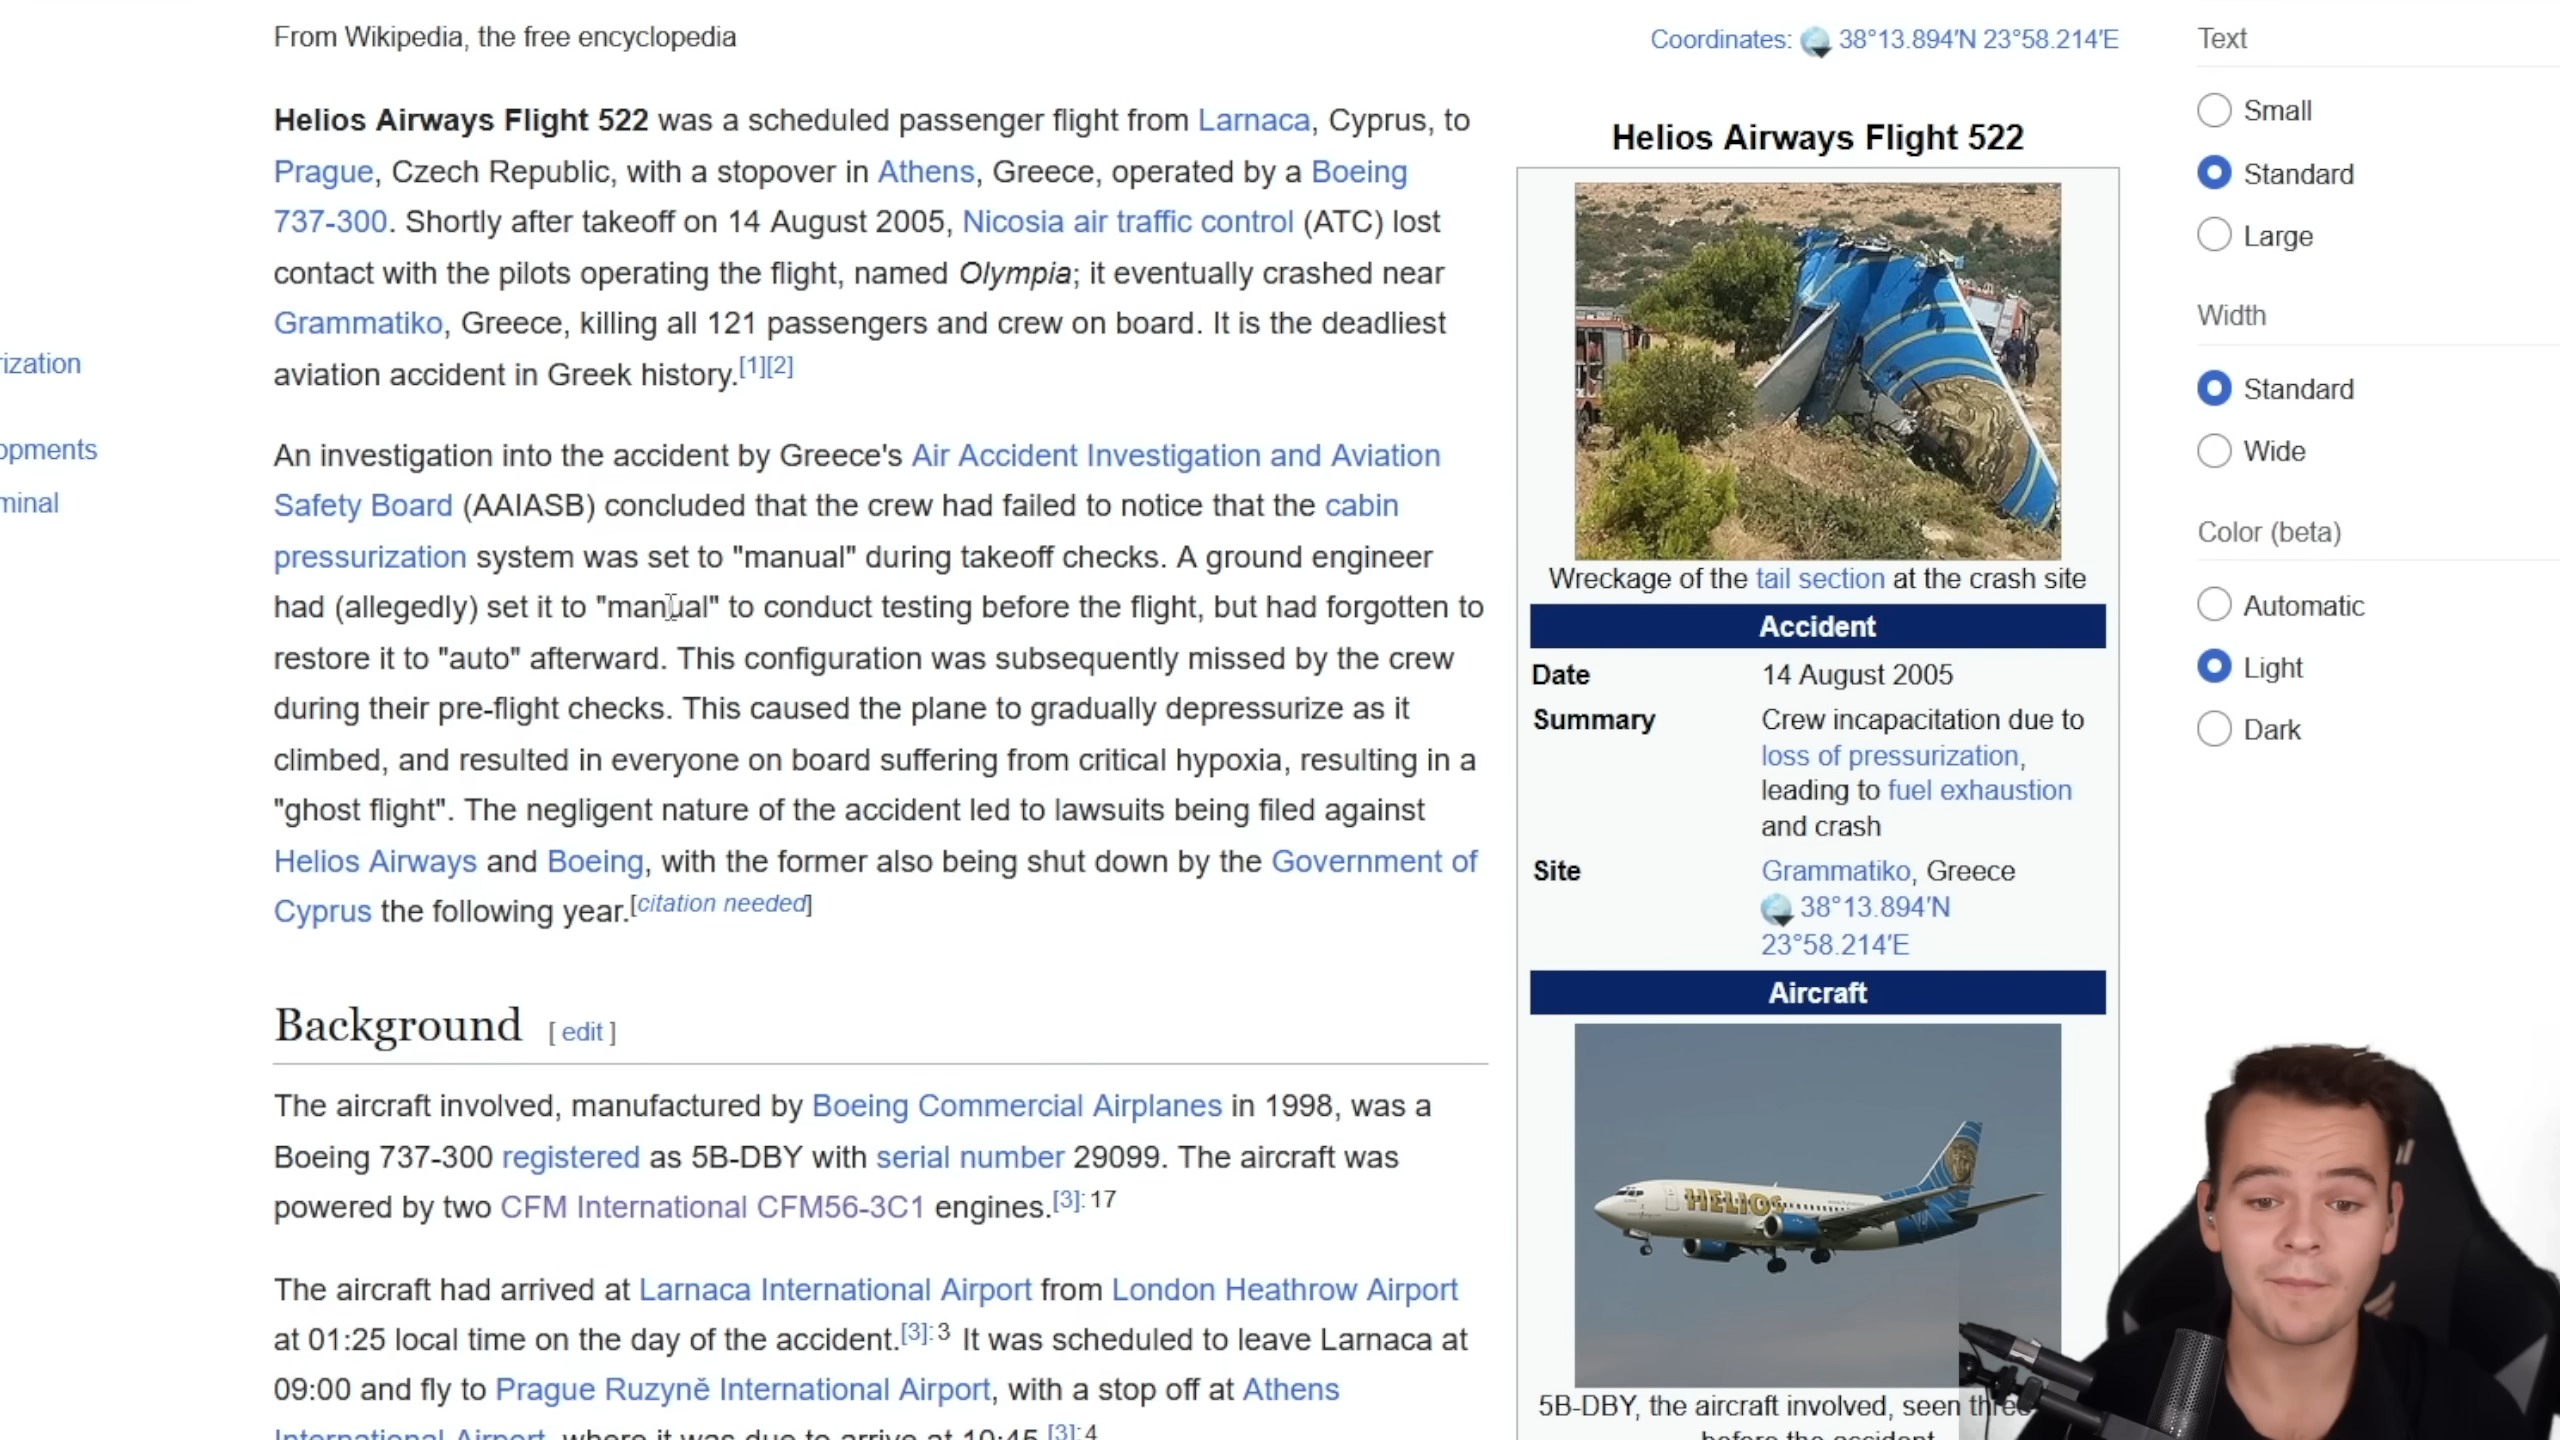 From Wikipedia, the free encyclopedia
Coordinates: 38°13.894′N 23°58.214′E
Helios Airways Flight 522 was a scheduled passenger flight from Larnaca, Cyprus, to
Prague, Czech Republic, with a stopover in Athens, Greece, operated by a Boeing
737-300. Shortly after takeoff on 14 August 2005, Nicosia air traffic control (ATC) lost
contact with the pilots operating the flight, named Olympia; it eventually crashed near
Grammatiko, Greece, killing all 121 passengers and crew on board. It is the deadliest
aviation accident in Greek history.[1][2]
An investigation into the accident by Greece's Air Accident Investigation and Aviation
Safety Board (AAIASB) concluded that the crew had failed to notice that the cabin
pressurization system was set to "manual" during takeoff checks. A ground engineer
had (allegedly) set it to "manual" to conduct testing before the flight, but had forgotten to
restore it to "auto" afterward. This configuration was subsequently missed by the crew
during their pre-flight checks. This caused the plane to gradually depressurize as it
climbed, and resulted in everyone on board suffering from critical hypoxia, resulting in a
"ghost flight". The negligent nature of the accident led to lawsuits being filed against
Helios Airways and Boeing, with the former also being shut down by the Government of
Cyprus the following year.[citation needed]
Background [ edit ]
The aircraft involved, manufactured by Boeing Commercial Airplanes in 1998, was a
Boeing 737-300 registered as 5B-DBY with serial number 29099. The aircraft was
powered by two CFM International CFM56-3C1 engines.[3]: 17
The aircraft had arrived at Larnaca International Airport from London Heathrow Airport
at 01:25 local time on the day of the accident.[3]: 3 It was scheduled to leave Larnaca at
09:00 and fly to Prague Ruzyně International Airport, with a stop off at Athens
International Airport, where it was due to arrive at 10:45.[3]: 4
Helios Airways Flight 522
Wreckage of the tail section at the crash site
Accident
Date 14 August 2005
Summary Crew incapacitation due to
loss of pressurization,
leading to fuel exhaustion
and crash
Site Grammatiko, Greece
38°13.894′N
23°58.214′E
Aircraft
HELIOS
5B-DBY, the aircraft involved, seen
before the accident
Text
Small
Standard
Large
Width
Standard
Wide
Color (beta)
Automatic
Light
Dark